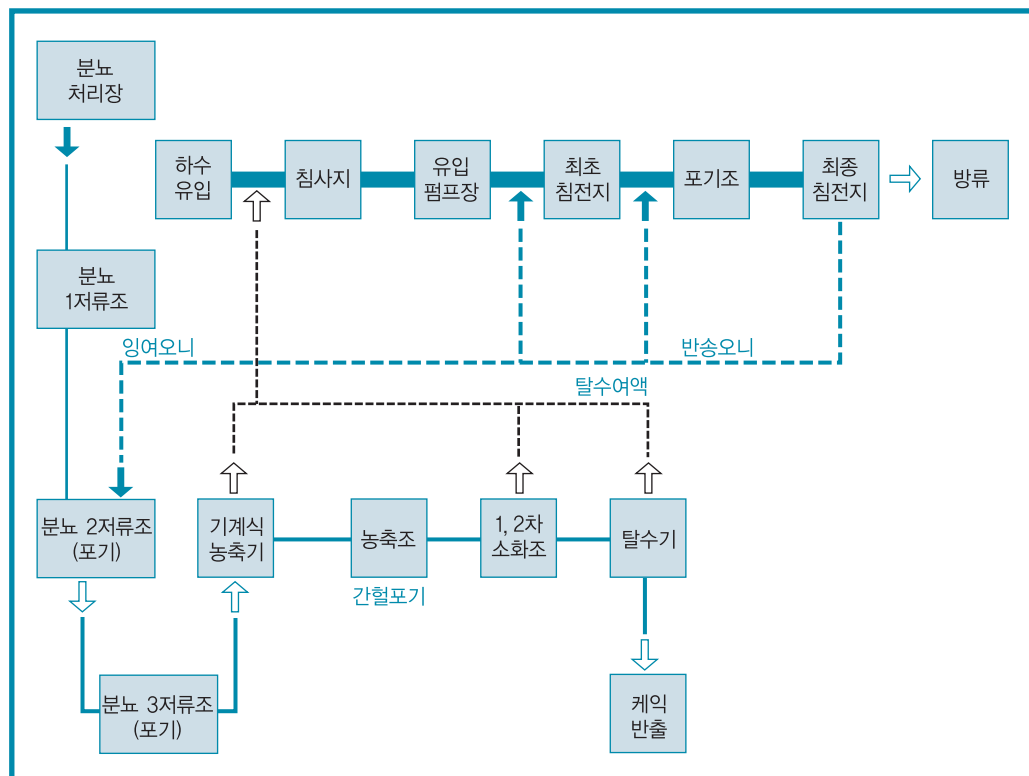 분뇨
처리장
하수
유입
침사지
유입
펌프장
최초
침전지
포기조
최종
침전지
방류
분뇨
1저류조
잉여오니
반송오니
탈수여액
분뇨 2저류조
(포기)
기계식
농축기
농축조
1, 2차
소화조
탈수기
간헐포기
분뇨 3저류조
(포기)
케익
반출